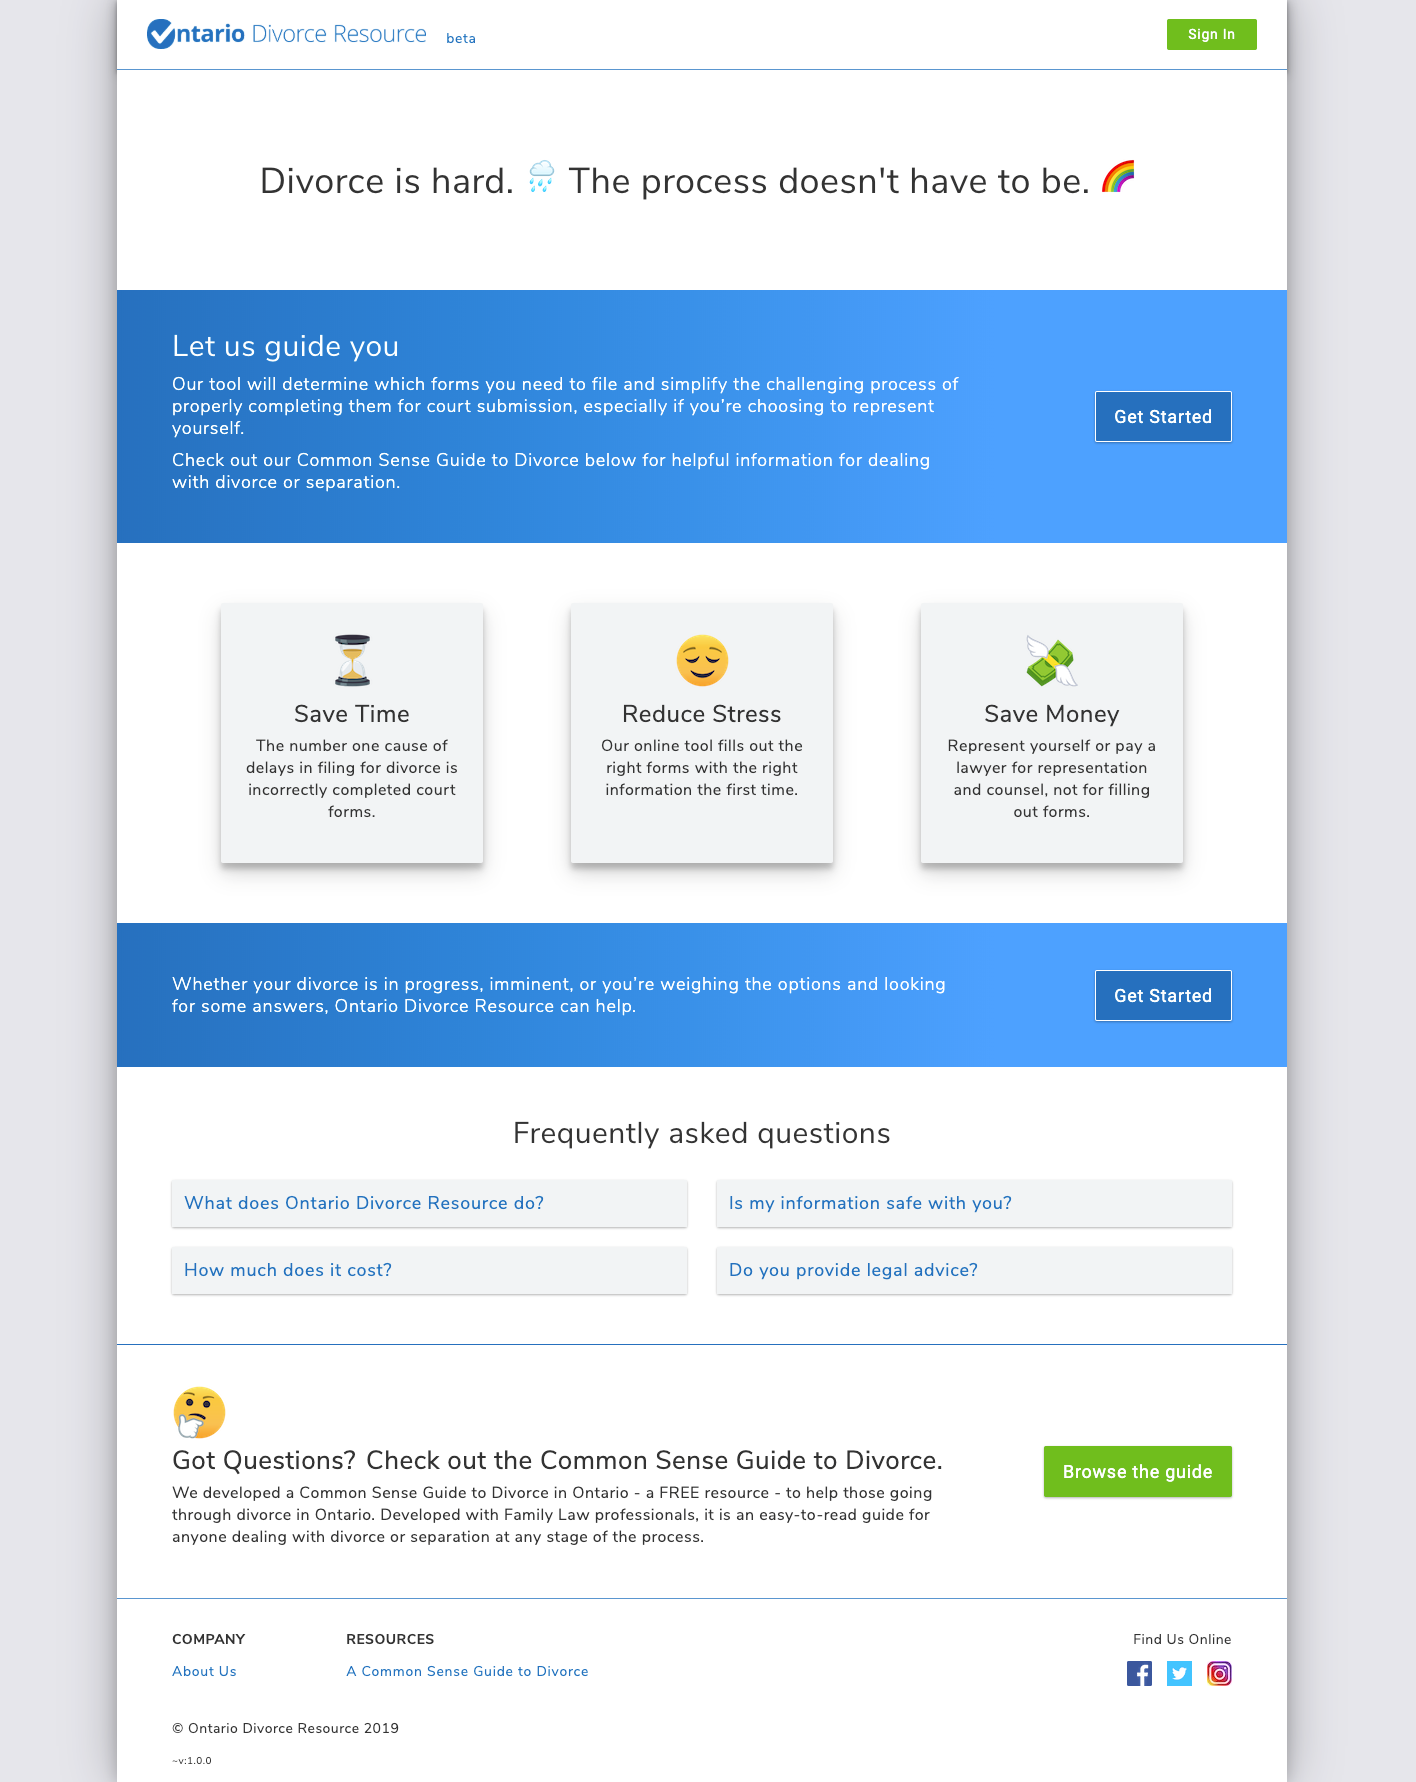 Ontario Divorce Resource beta
Sign In
Divorce is hard. The process doesn't have to be.
Let us guide you
Our tool will determine which forms you need to file and simplify the challenging process of
properly completing them for court submission, especially if you’re choosing to represent
yourself.
Check out our Common Sense Guide to Divorce below for helpful information for dealing
with divorce or separation.
Get Started
Save Time
The number one cause of
delays in filing for divorce is
incorrectly completed court
forms.
Reduce Stress
Our online tool fills out the
right forms with the right
information the first time.
Save Money
Represent yourself or pay a
lawyer for representation
and counsel, not for filling
out forms.
Whether your divorce is in progress, imminent, or you’re weighing the options and looking
for some answers, Ontario Divorce Resource can help.
Get Started
Frequently asked questions
What does Ontario Divorce Resource do?
Is my information safe with you?
How much does it cost?
Do you provide legal advice?
Got Questions? Check out the Common Sense Guide to Divorce.
We developed a Common Sense Guide to Divorce in Ontario - a FREE resource - to help those going
through divorce in Ontario. Developed with Family Law professionals, it is an easy-to-read guide for
anyone dealing with divorce or separation at any stage of the process.
Browse the guide
COMPANY
About Us
RESOURCES
A Common Sense Guide to Divorce
Find Us Online
© Ontario Divorce Resource 2019
~v:1.0.0